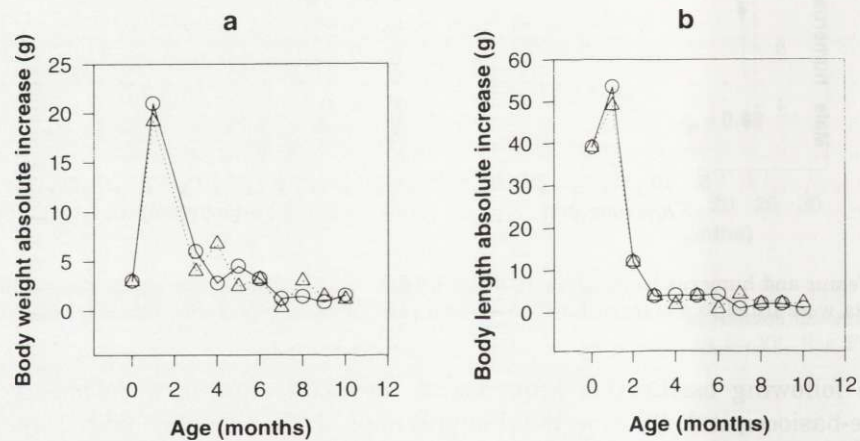 a
Body weight absolute increase (g)
25
20
15
10
5
0
0 2 4 6 8 10 12
Age (months)
b
Body length absolute increase (g)
60
50
40
30
20
10
0
0 2 4 6 8 10 12
Age (months)